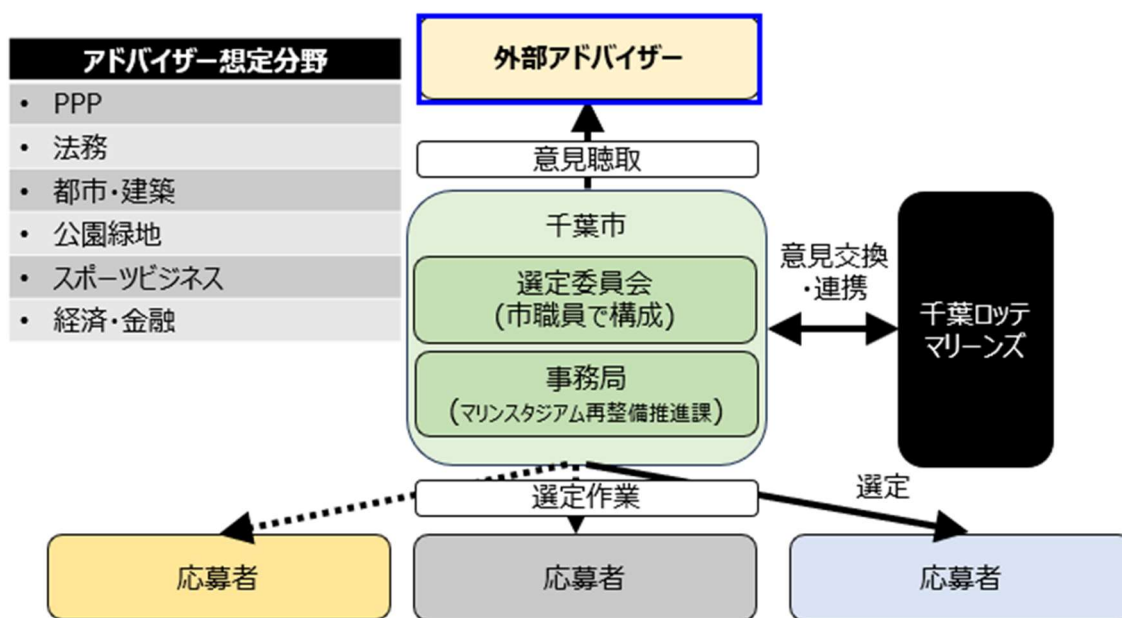 アドバイザー想定分野
• PPP
• 法務
• 都市・建築
• 公園緑地
• スポーツビジネス
• 経済・金融
外部アドバイザー
意見聴取
千葉市
選定委員会
(市職員で構成)
事務局
(マリンスタジアム再整備推進課)
意見交換
・連携
千葉ロッテ
マリーンズ
選定作業
選定
応募者
応募者
応募者